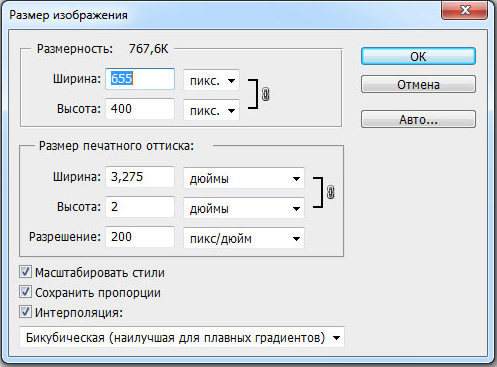 Размер изображения
Размерность: 767,6K
Ширина: 655 пикс.
Высота: 400 пикс.
OK
Отмена
Авто...
Размер печатного оттиска:
Ширина: 3,275 дюймы
Высота: 2 дюймы
Разрешение: 200 пикс/дюйм
Масштабировать стили
Сохранить пропорции
Интерполяция:
Бикубическая (наилучшая для плавных градиентов)